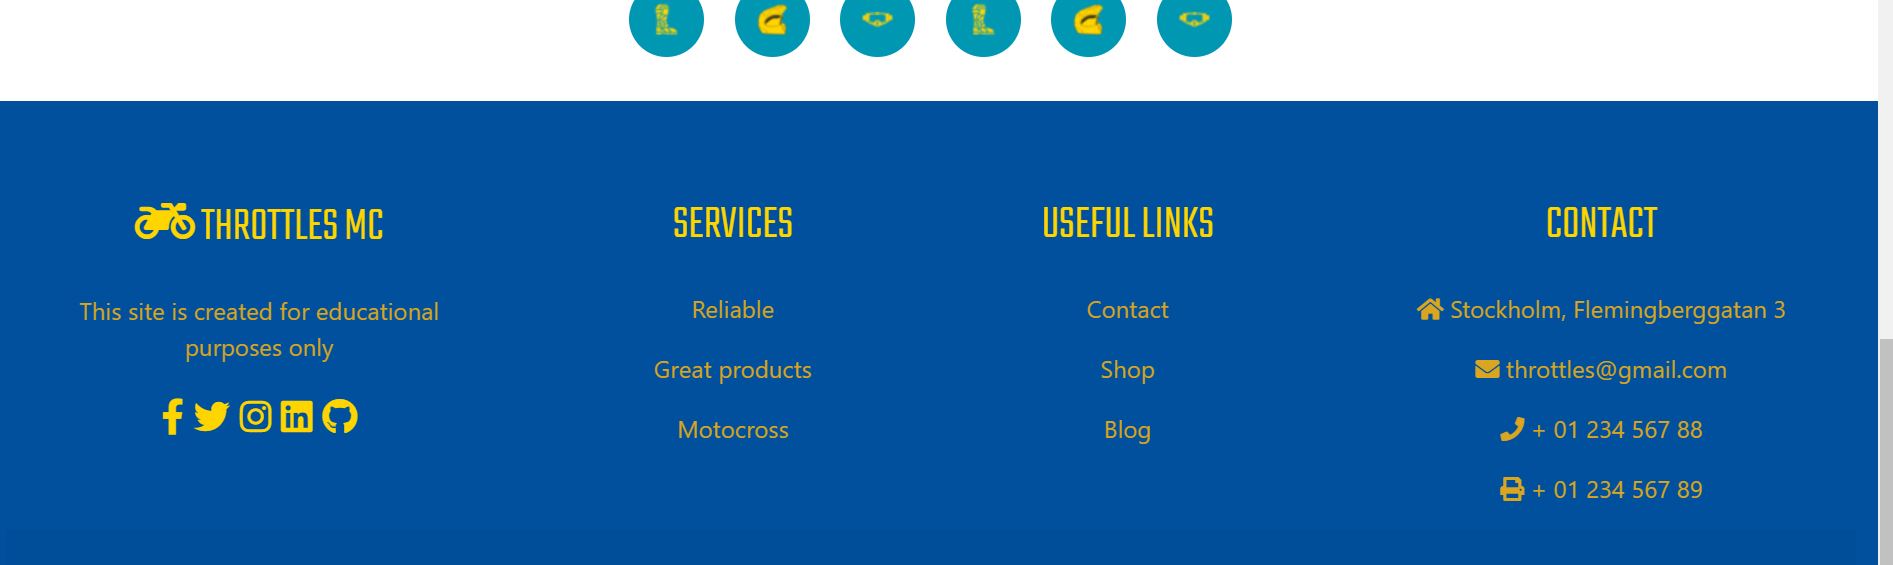 THROTTLES MC
This site is created for educational
purposes only
SERVICES
Reliable
Great products
Motocross
USEFUL LINKS
Contact
Shop
Blog
CONTACT
Stockholm, Flemingberggatan 3
throttles@gmail.com
+ 01 234 567 88
+ 01 234 567 89